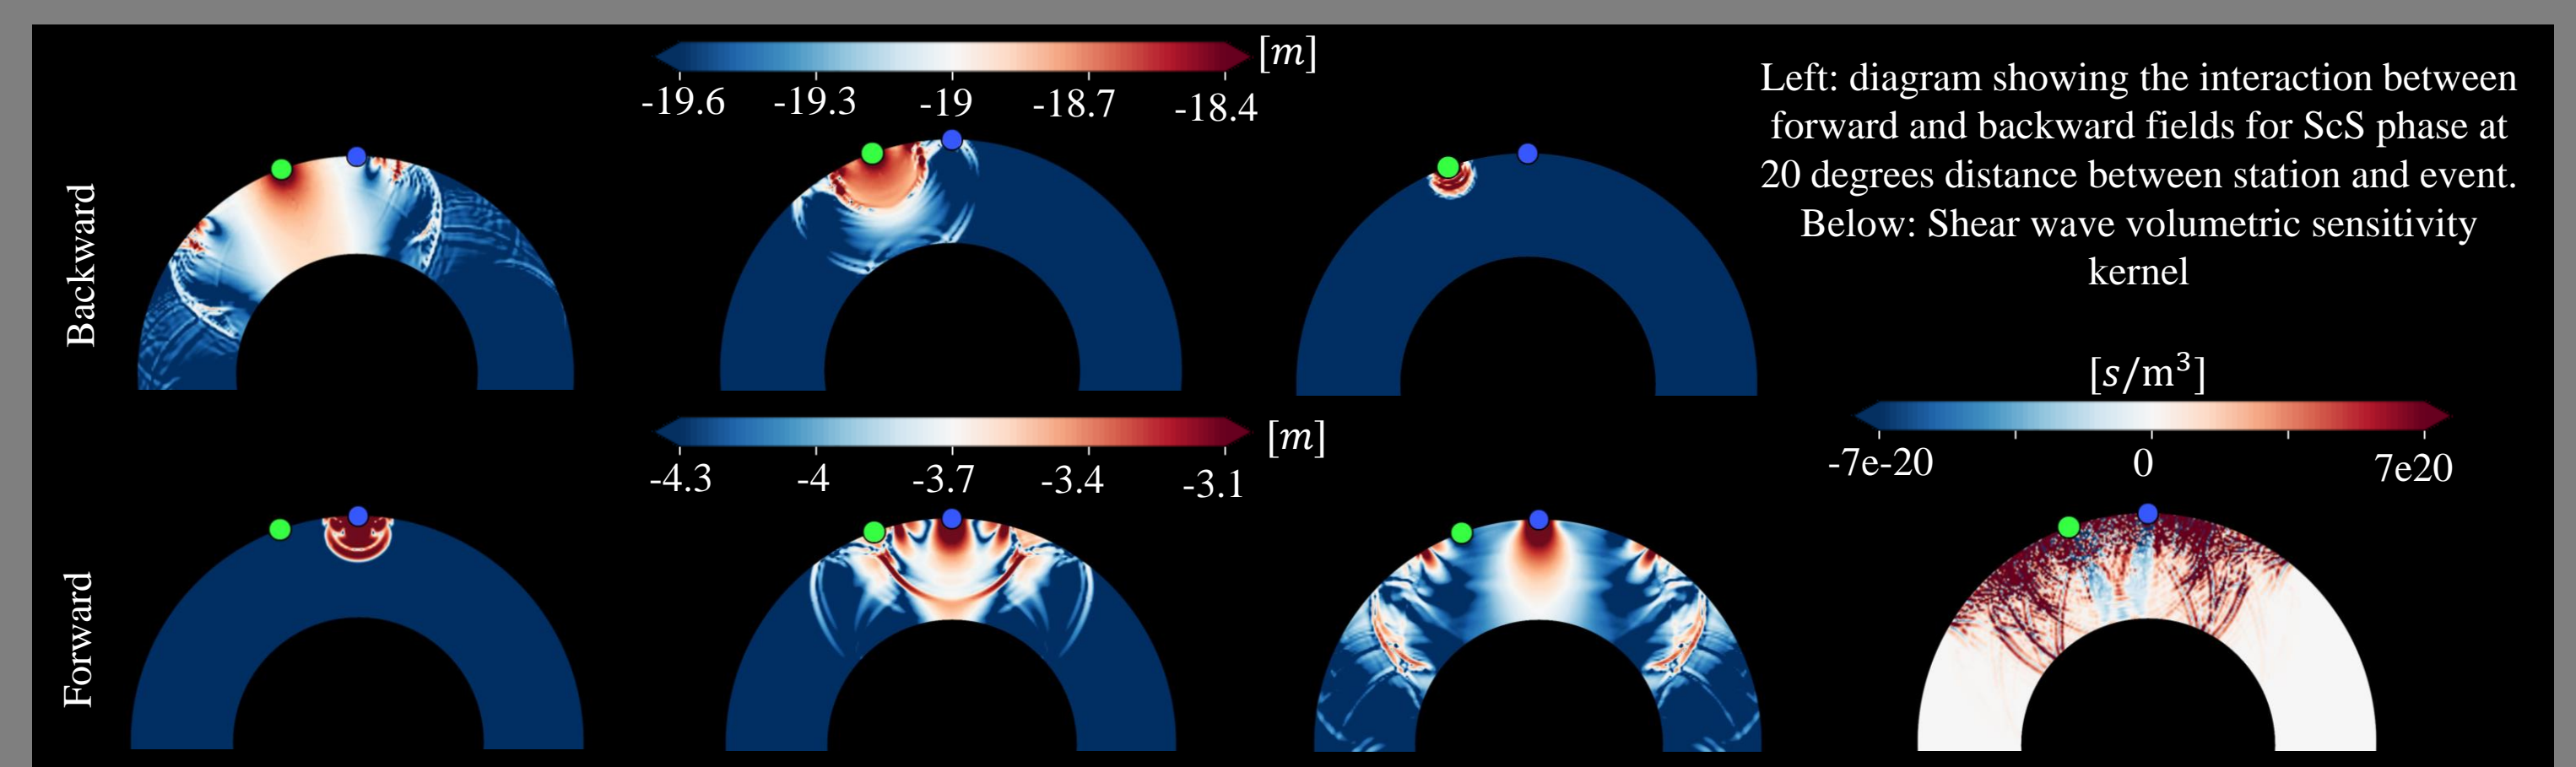 [m]
-19.6 -19.3 -19 -18.7 -18.4
Left: diagram showing the interaction between
forward and backward fields for ScS phase at
20 degrees distance between station and event.
Below: Shear wave volumetric sensitivity
kernel
Backward
[m]
-4.3 -4 -3.7 -3.4 -3.1
[s/m³]
-7e-20 0 7e20
Forward